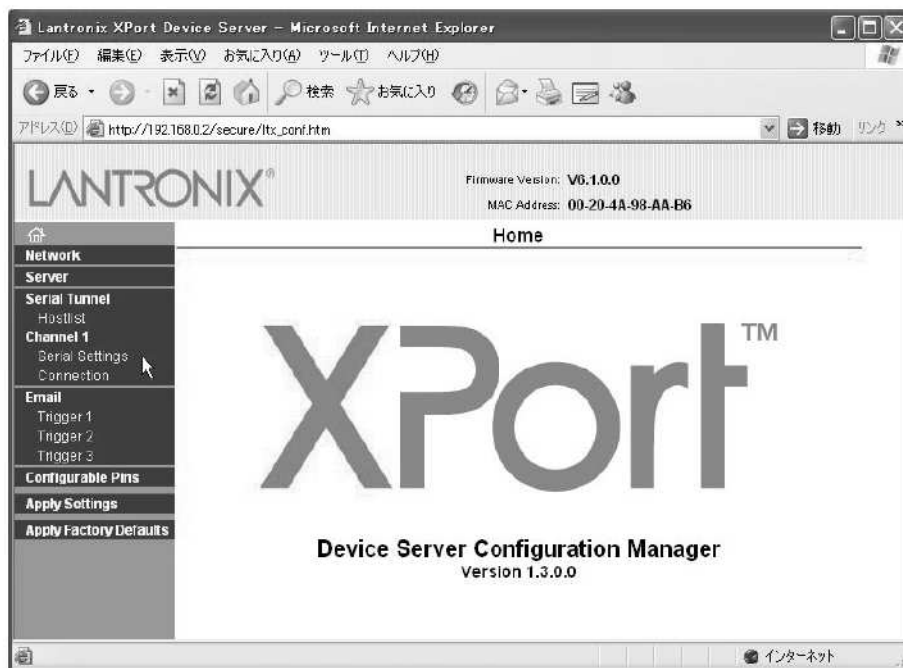 Lantronix XPort Device Server - Microsoft Internet Explorer
ファイル(F) 編集(E) 表示(V) お気に入り(A) ツール(T) ヘルプ(H)
戻る 検索 お気に入り
アドレス(D) http://192.168.0.2/secure/ltx_conf.htm 移動 リンク »
LANTRONIX®
Firmware Version: V6.1.0.0
MAC Address: 00-20-4A-98-AA-B6
Home
Network
Server
Serial Tunnel
Hostlist
Channel 1
Serial Settings
Connection
Email
Trigger 1
Trigger 2
Trigger 3
Configurable Pins
Apply Settings
Apply Factory Defaults
XPort™
Device Server Configuration Manager
Version 1.3.0.0
インターネット